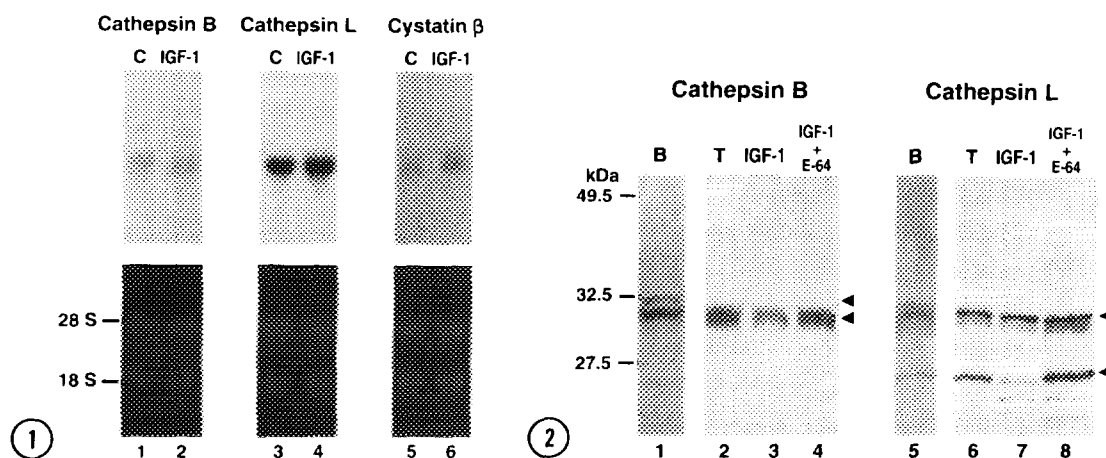 Cathepsin B Cathepsin L Cystatin β
C IGF-1 C IGF-1 C IGF-1
28 S
18 S
1 2 3 4 5 6
1
Cathepsin B Cathepsin L
B T IGF-1 IGF-1 + E-64 B T IGF-1 IGF-1 + E-64
kDa
49.5
32.5
27.5
1 2 3 4 5 6 7 8
2